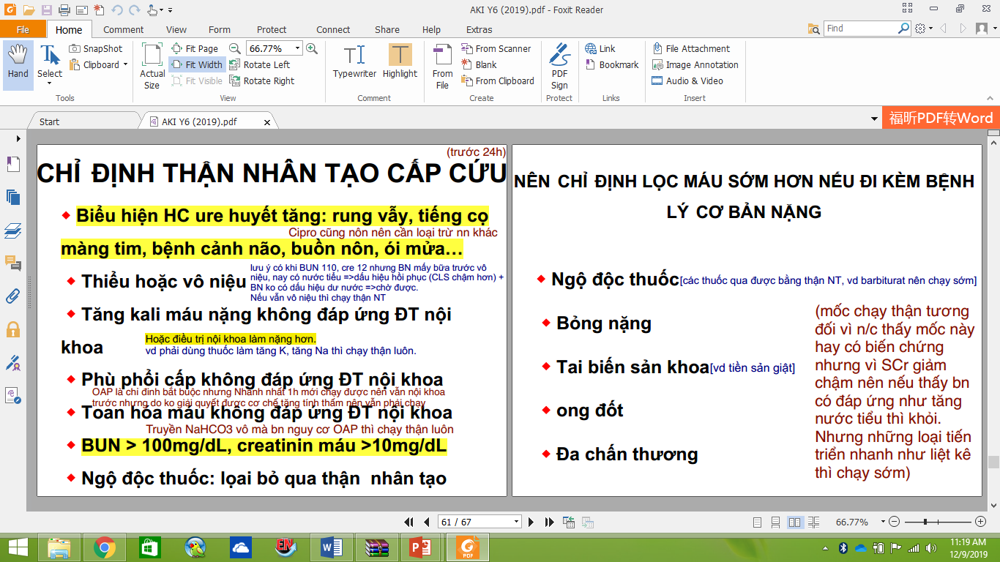 AKI Y6 (2019).pdf - Foxit Reader
File Home Comment View Form Protect Connect Share Help Extras Find
Hand
Select
SnapShot
Clipboard
Tools
Actual Size
Fit Page
Fit Width
Fit Visible
66.77%
Rotate Left
Rotate Right
View
Typewriter
Highlight
Comment
From File
From Scanner
Blank
From Clipboard
Create
PDF Sign
Protect
Link
Bookmark
Links
File Attachment
Image Annotation
Audio & Video
Insert
Start
AKI Y6 (2019).pdf
福昕PDF转Word
(trước 24h)
CHỈ ĐỊNH THẬN NHÂN TẠO CẤP CỨU
Biểu hiện HC ure huyết tăng: rung vẫy, tiếng cọ
Cipro cũng nôn nên cần loại trừ nn khác
màng tim, bệnh cảnh não, buồn nôn, ói mửa…
Thiểu hoặc vô niệu
lưu ý có khi BUN 110, cre 12 nhưng BN mấy bữa trước vô
niệu, nay có nước tiểu =>dấu hiệu hồi phục (CLS chậm hơn) +
BN ko có dấu hiệu dư nước =>chờ được.
Nếu vẫn vô niệu thì chạy thận NT
Tăng kali máu nặng không đáp ứng ĐT nội
khoa
Hoặc điều trị nội khoa làm nặng hơn.
vd phải dùng thuốc làm tăng K, tăng Na thì chạy thận luôn.
Phù phổi cấp không đáp ứng ĐT nội khoa
OAP là chỉ đinh bắt buộc nhưng Nhanh nhất 1h mới chạy được nên vẫn nội khoa
trước nhưng do ko giải quyết được cơ chế tăng tính thấm nên vẫn phải chạy
Toan hóa máu không đáp ứng ĐT nội khoa
Truyền NaHCO3 vô mà bn nguy cơ OAP thì chạy thận luôn
BUN > 100mg/dL, creatinin máu >10mg/dL
Ngộ độc thuốc: lọai bỏ qua thận nhân tạo
NÊN CHỈ ĐỊNH LỌC MÁU SỚM HƠN NẾU ĐI KÈM BỆNH
LÝ CƠ BẢN NẶNG
Ngộ độc thuốc[các thuốc qua được bằng thận NT, vd barbiturat nên chạy sớm]
Bỏng nặng
Tai biến sản khoa[vd tiền sản giật]
ong đốt
Đa chấn thương
(mốc chạy thận tương
đối vì n/c thấy mốc này
hay có biến chứng
nhưng vì SCr giảm
chậm nên nếu thấy bn
có đáp ứng như tăng
nước tiểu thì khỏi.
Nhưng những loại tiến
triển nhanh như liệt kê
thì chạy sớm)
61 / 67
66.77%
11:19 AM
12/9/2019